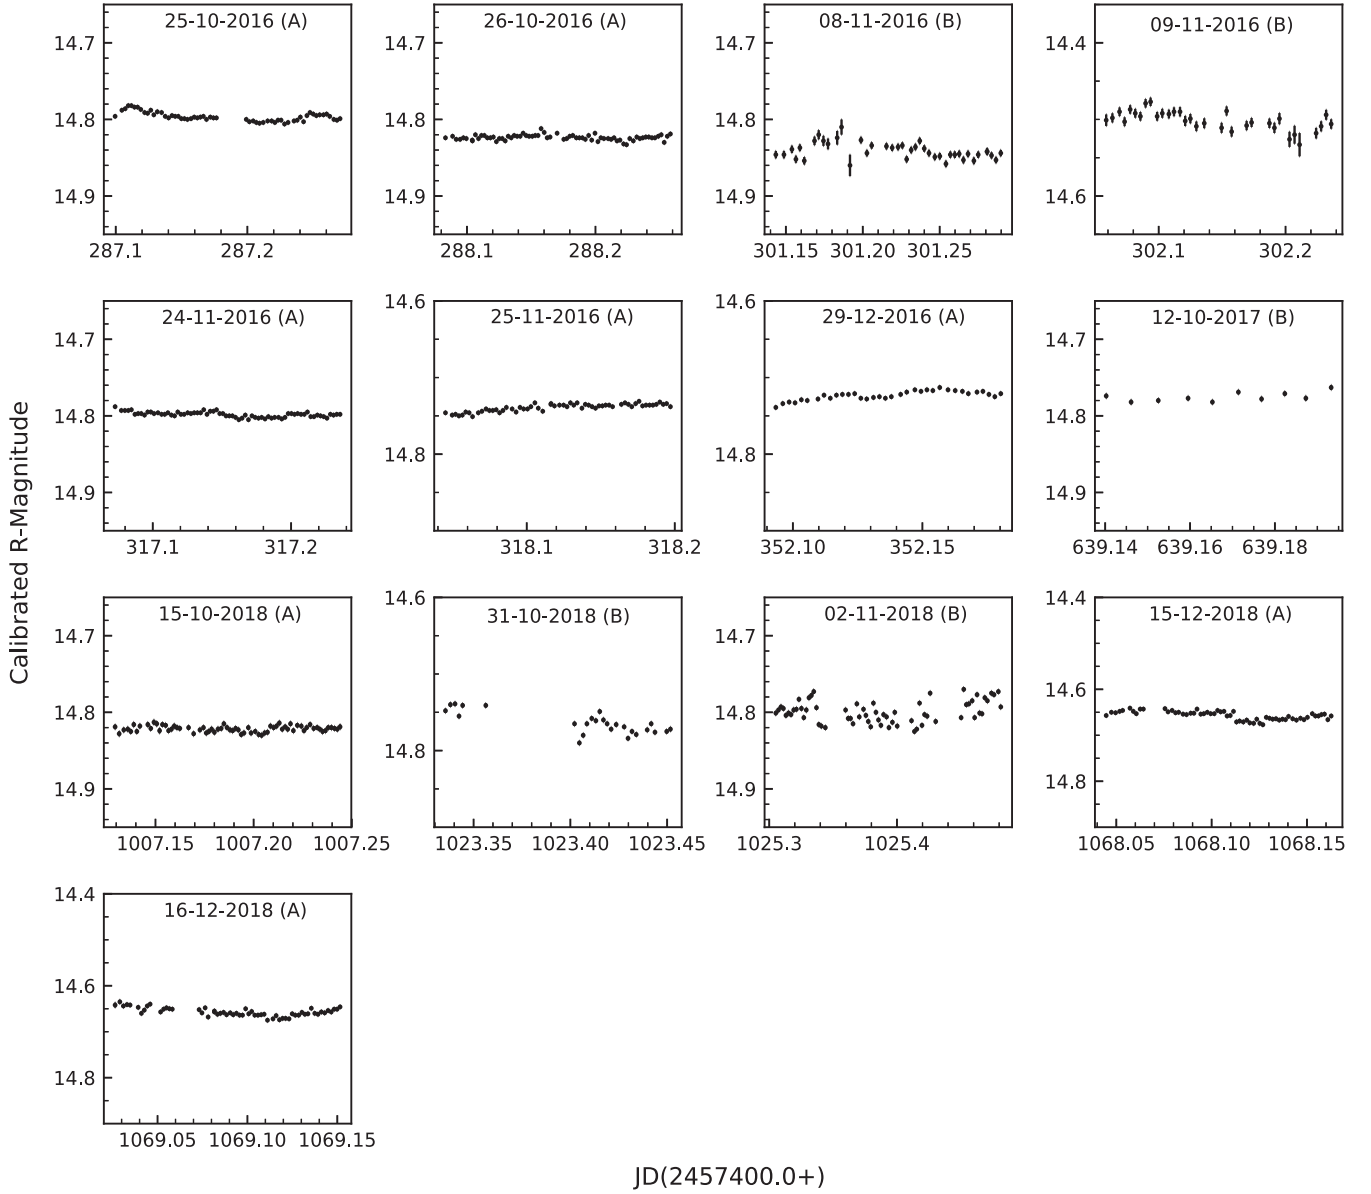 25-10-2016 (A)
14.7
14.8
14.9
287.1 287.2
26-10-2016 (A)
14.7
14.8
14.9
288.1 288.2
08-11-2016 (B)
14.7
14.8
14.9
301.15 301.20 301.25
09-11-2016 (B)
14.4
14.6
302.1 302.2
24-11-2016 (A)
14.7
14.8
14.9
317.1 317.2
25-11-2016 (A)
14.6
14.8
318.1 318.2
29-12-2016 (A)
14.6
14.8
352.10 352.15
12-10-2017 (B)
14.7
14.8
14.9
639.14 639.16 639.18
15-10-2018 (A)
14.7
14.8
14.9
1007.15 1007.20 1007.25
31-10-2018 (B)
14.6
14.8
1023.35 1023.40 1023.45
02-11-2018 (B)
14.7
14.8
14.9
1025.3 1025.4
15-12-2018 (A)
14.4
14.6
14.8
1068.05 1068.10 1068.15
16-12-2018 (A)
14.4
14.6
14.8
1069.05 1069.10 1069.15
Calibrated R-Magnitude
JD(2457400.0+)